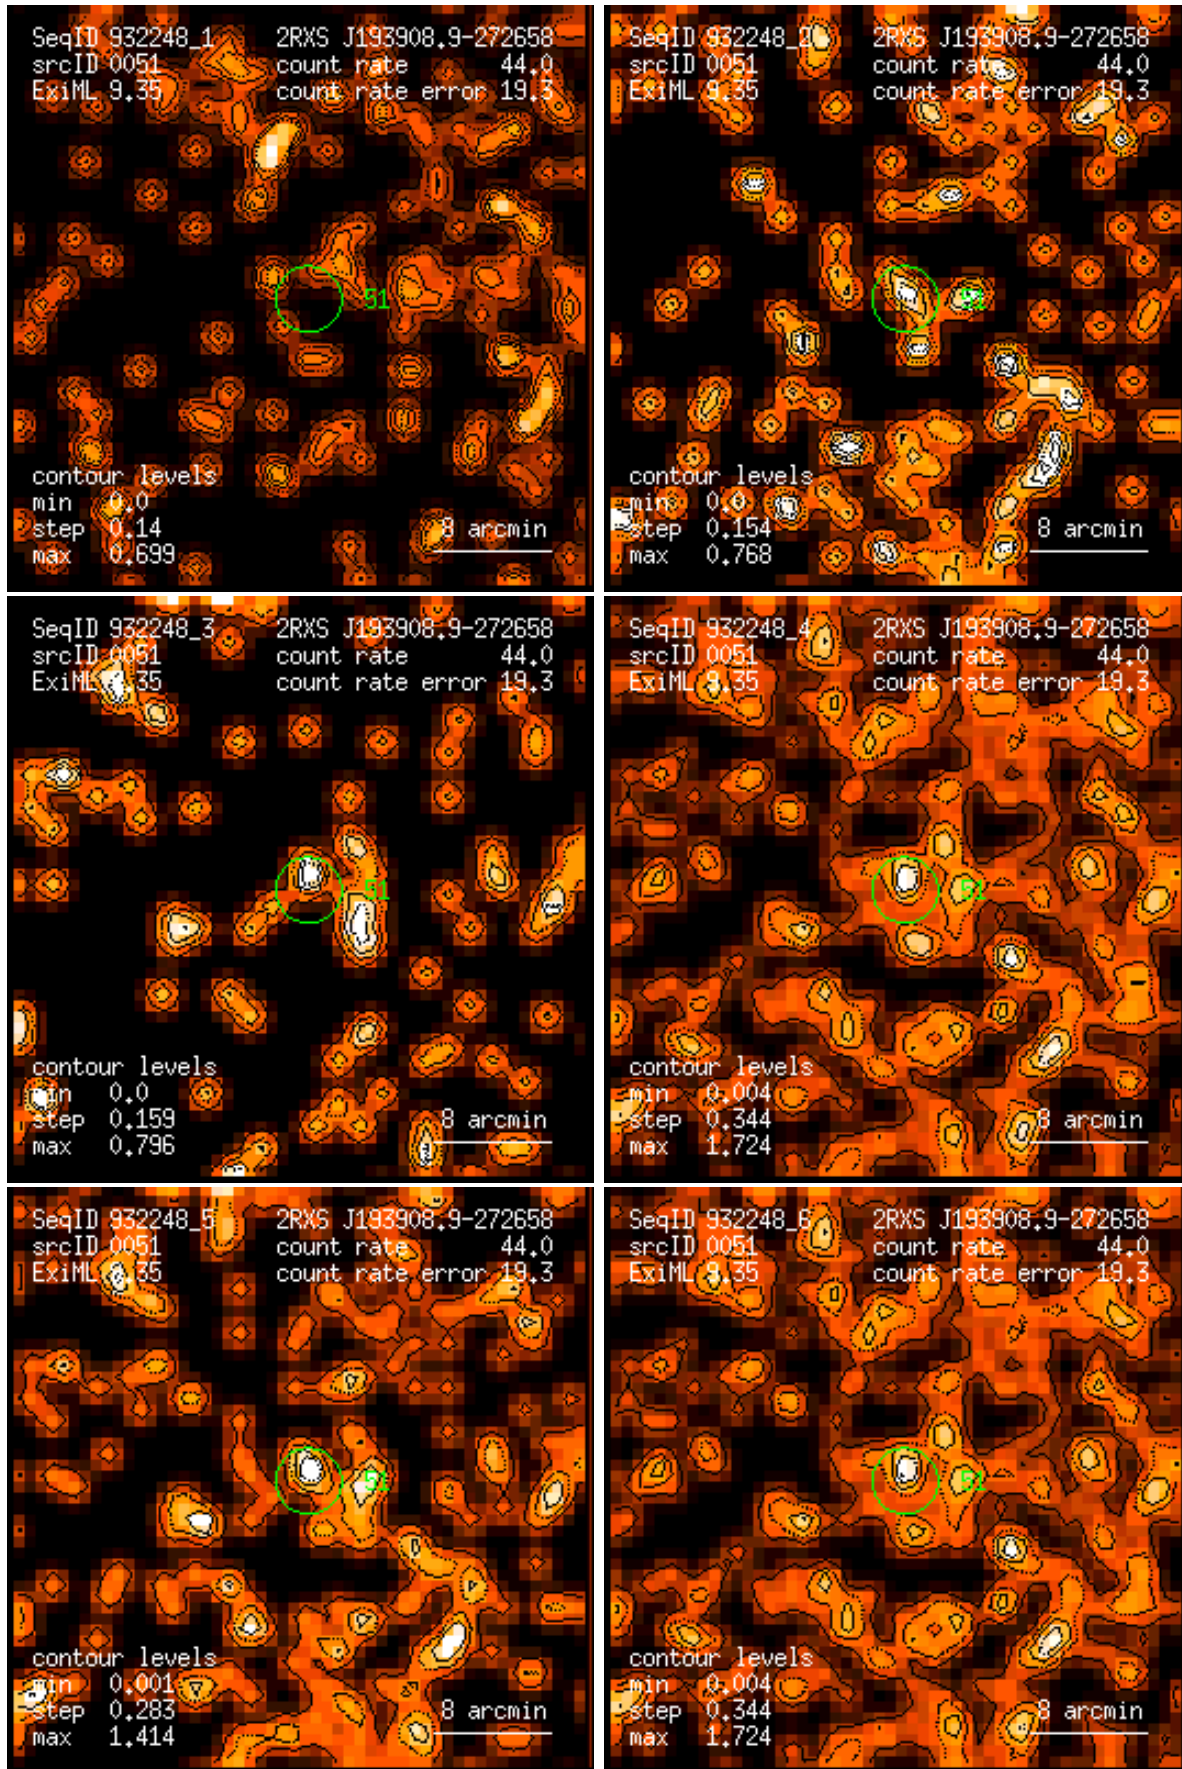 SeqID 932248_1 2RXS J193908.9-272658
srcID 0051 count rate 44.0
ExiML 9.35 count rate error 19.3
51
contour levels
min 0.0
step 0.14
max 0.699
8 arcmin
SeqID 932248_2 2RXS J193908.9-272658
srcID 0051 count rate 44.0
ExiML 9.35 count rate error 19.3
51
contour levels
min 0.0
step 0.154
max 0.768
8 arcmin
SeqID 932248_3 2RXS J193908.9-272658
srcID 0051 count rate 44.0
ExiML 9.35 count rate error 19.3
51
contour levels
min 0.0
step 0.159
max 0.796
8 arcmin
SeqID 932248_4 2RXS J193908.9-272658
srcID 0051 count rate 44.0
ExiML 9.35 count rate error 19.3
51
contour levels
min 0.004
step 0.344
max 1.724
8 arcmin
SeqID 932248_5 2RXS J193908.9-272658
srcID 0051 count rate 44.0
ExiML 9.35 count rate error 19.3
51
contour levels
min 0.001
step 0.283
max 1.414
8 arcmin
SeqID 932248_6 2RXS J193908.9-272658
srcID 0051 count rate 44.0
ExiML 9.35 count rate error 19.3
51
contour levels
min 0.004
step 0.344
max 1.724
8 arcmin